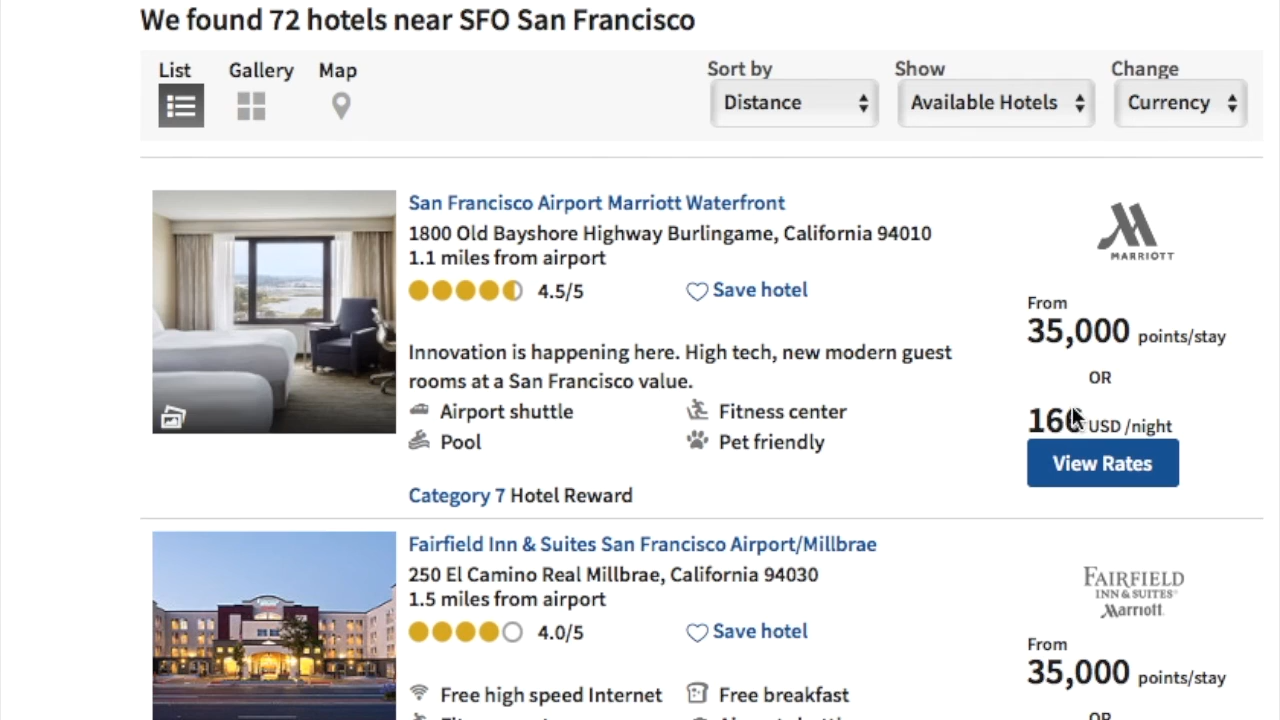 We found 72 hotels near SFO San Francisco
List Gallery Map Sort by Show Change
Distance Available Hotels Currency
San Francisco Airport Marriott Waterfront
1800 Old Bayshore Highway Burlingame, California 94010
1.1 miles from airport
4.5/5 Save hotel
Innovation is happening here. High tech, new modern guest
rooms at a San Francisco value.
Airport shuttle Fitness center
Pool Pet friendly
Category 7 Hotel Reward
MARRIOTT
From
35,000 points/stay
OR
USD /night
View Rates
Fairfield Inn & Suites San Francisco Airport/Millbrae
250 El Camino Real Millbrae, California 94030
1.5 miles from airport
4.0/5 Save hotel
Free high speed Internet Free breakfast
FAIRFIELD
INN & SUITES®
Marriott.
From
35,000 points/stay
OR